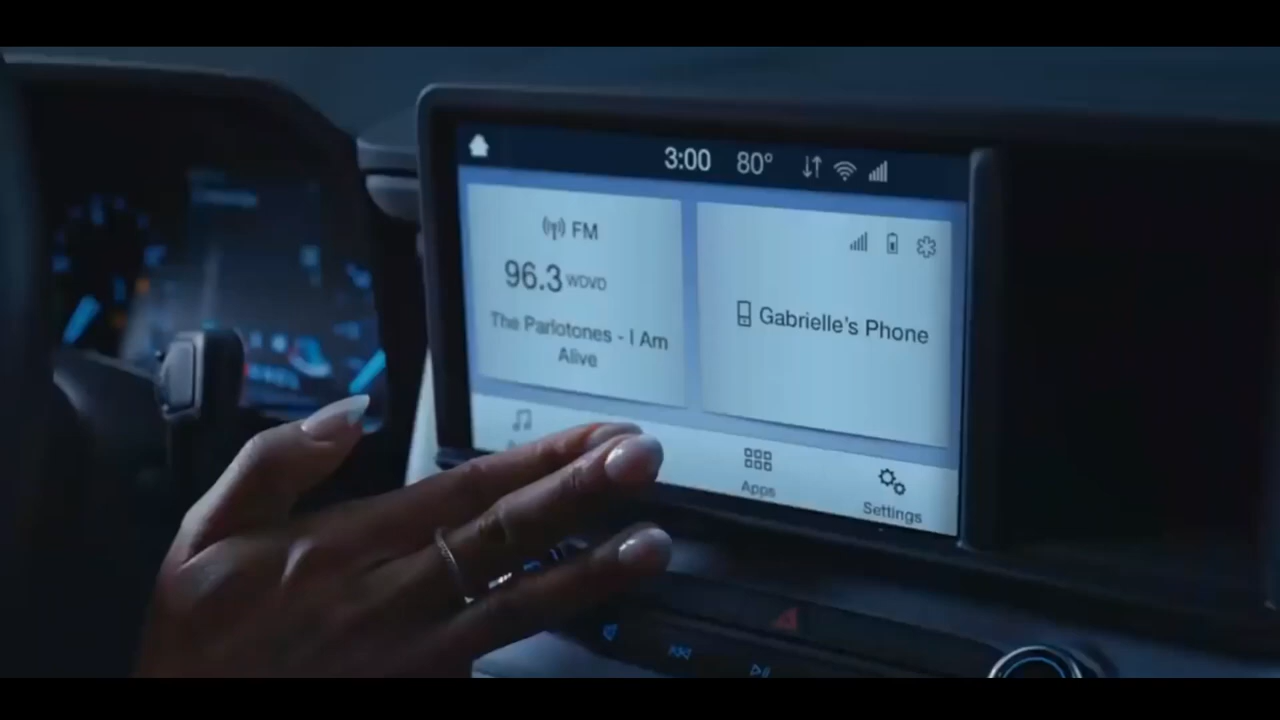 3:00 80°
FM
96.3 WDVD
The Parlotones - I Am
Alive
Gabrielle's Phone
Apps
Settings